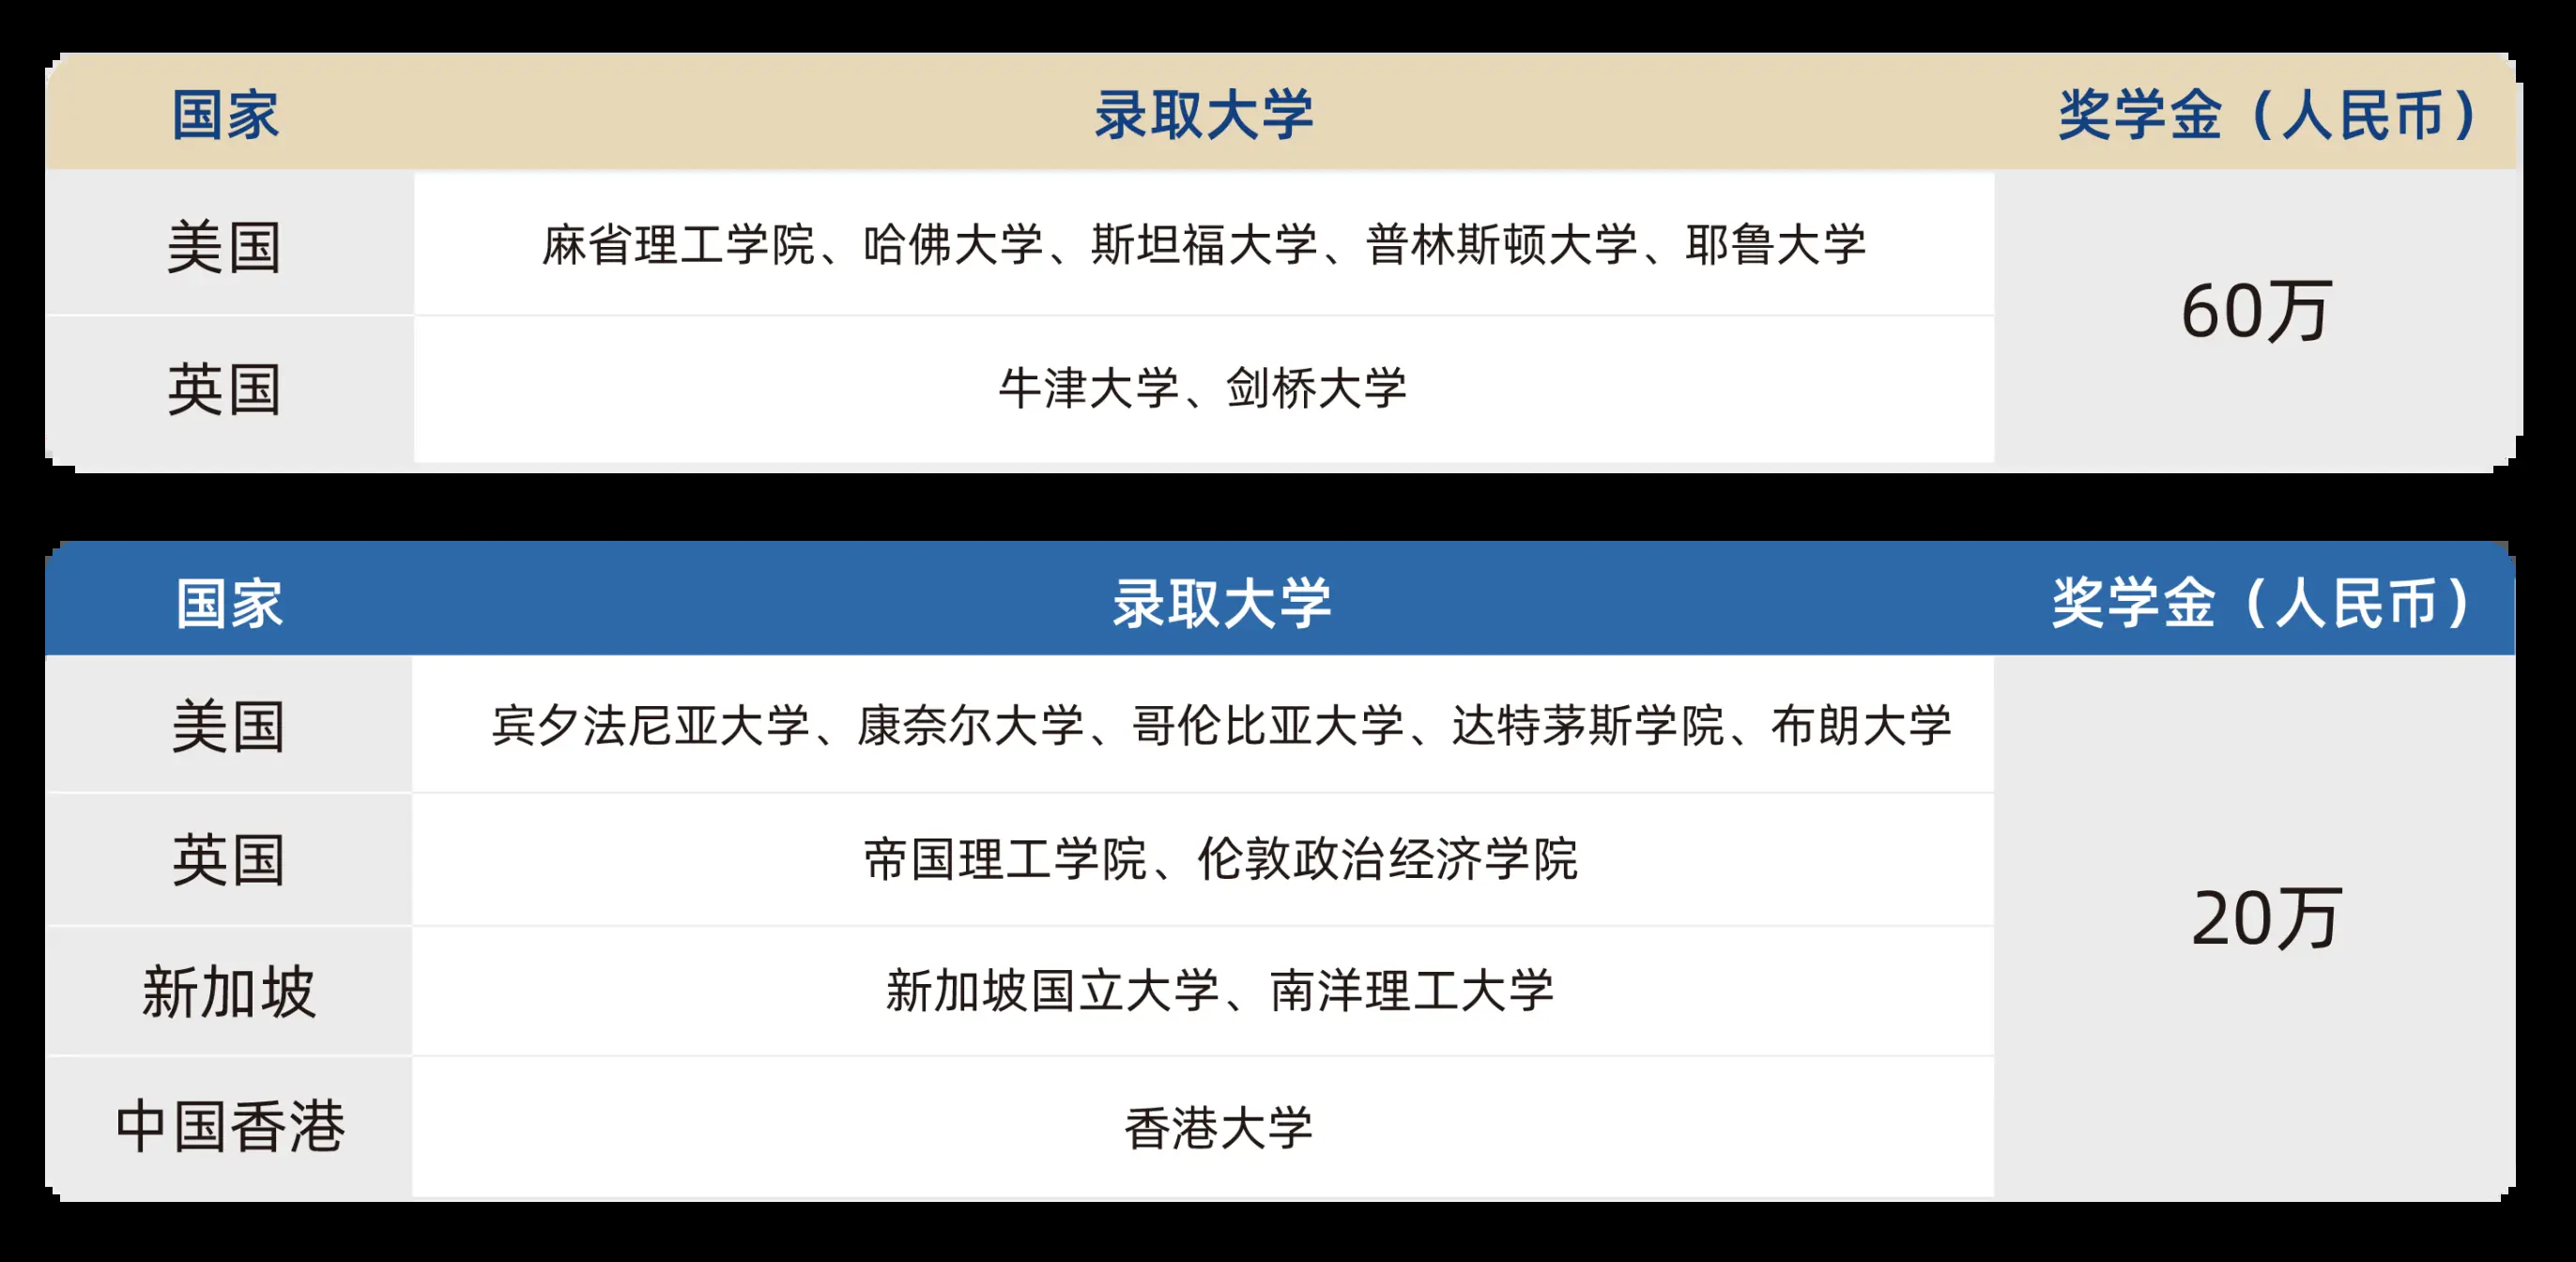 国家 录取大学 奖学金（人民币）
美国 麻省理工学院、哈佛大学、斯坦福大学、普林斯顿大学、耶鲁大学
60万
英国 牛津大学、剑桥大学
国家 录取大学 奖学金（人民币）
美国 宾夕法尼亚大学、康奈尔大学、哥伦比亚大学、达特茅斯学院、布朗大学
英国 帝国理工学院、伦敦政治经济学院
20万
新加坡 新加坡国立大学、南洋理工大学
中国香港 香港大学